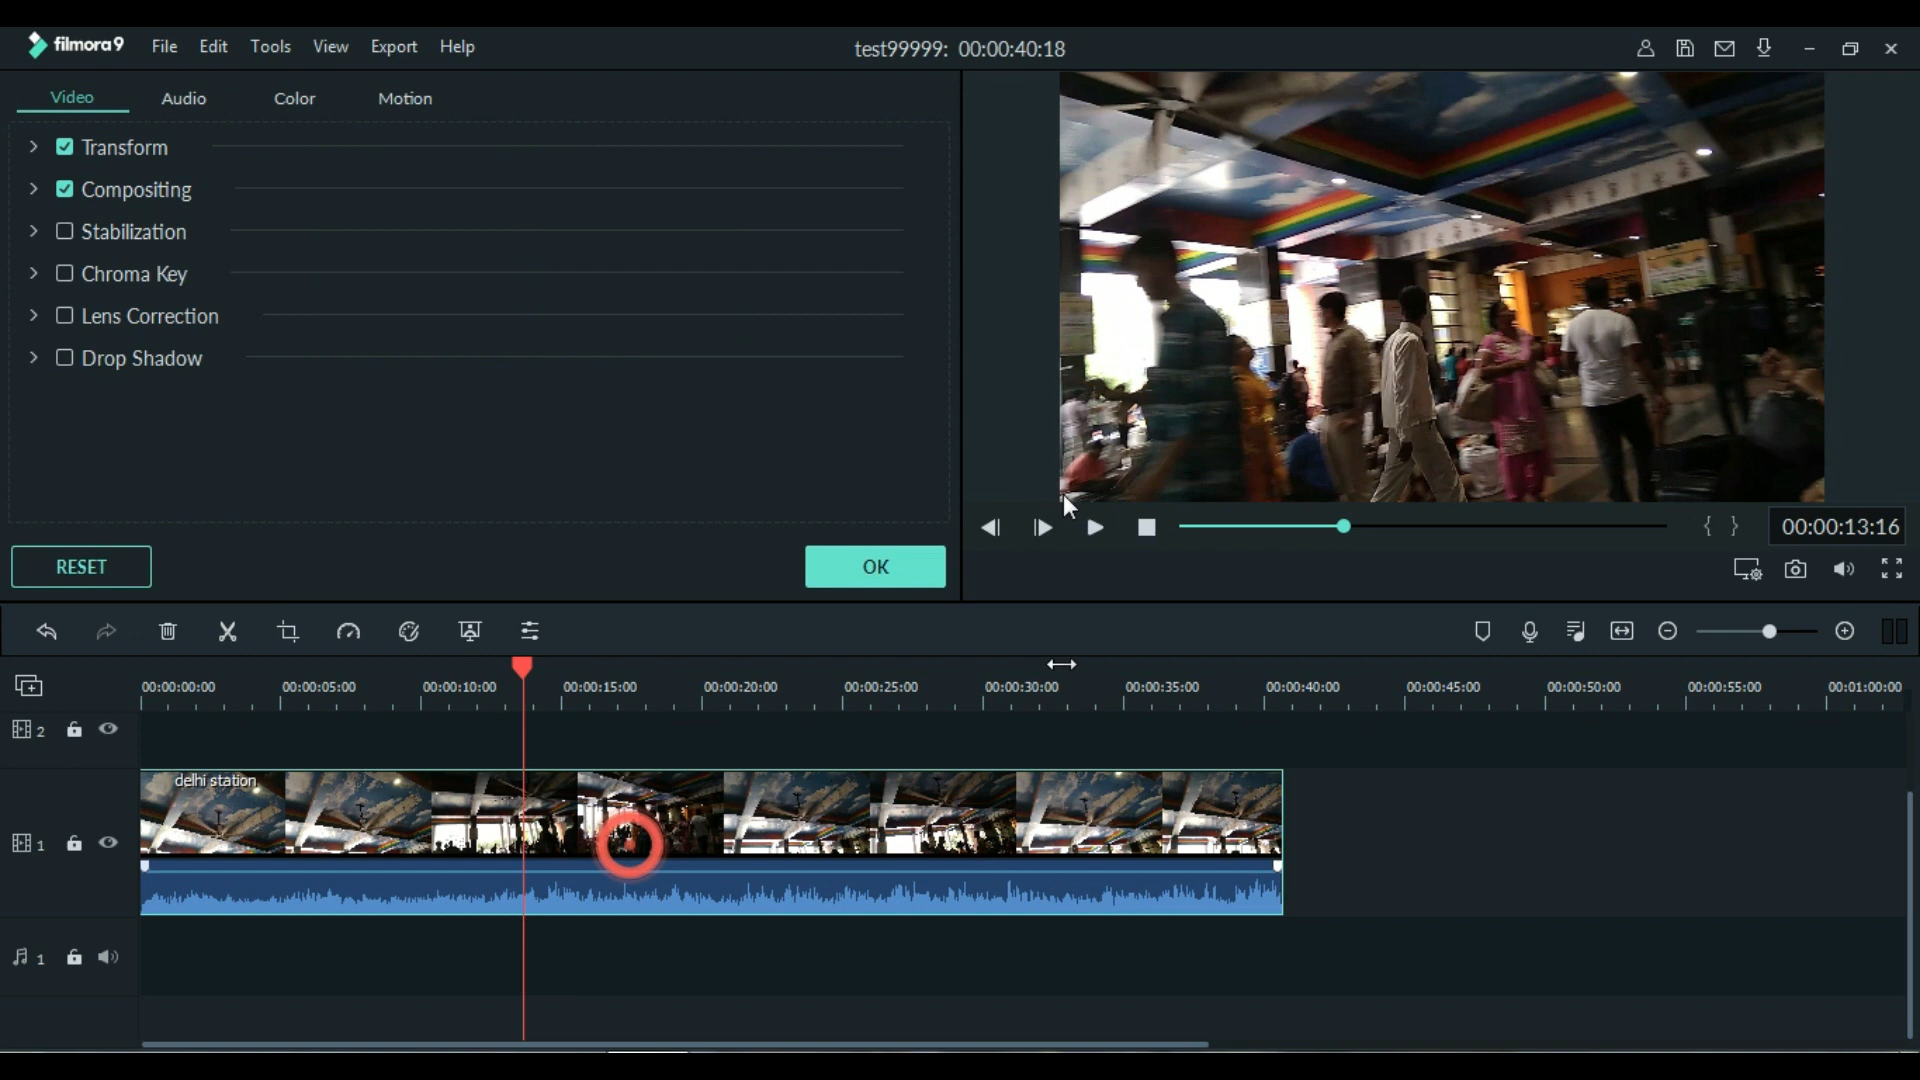 filmora9 File Edit Tools View Export Help test99999: 00:00:40:18
Video Audio Color Motion
Transform
Compositing
Stabilization
Chroma Key
Lens Correction
Drop Shadow
RESET OK
{ } 00:00:13:16
00:00:00:00 00:00:05:00 00:00:10:00 00:00:15:00 00:00:20:00 00:00:25:00 00:00:30:00 00:00:35:00 00:00:40:00 00:00:45:00 00:00:50:00 00:00:55:00 00:01:00:00
2
delhi station
1
1